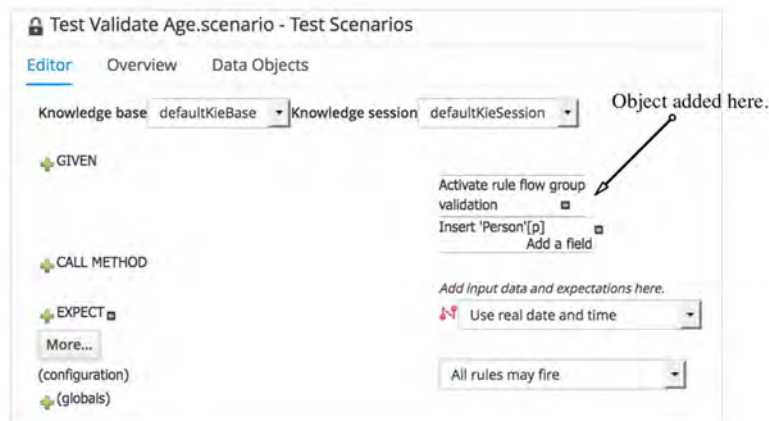 Test Validate Age.scenario - Test Scenarios
Editor Overview Data Objects
Object added here.
Knowledge base defaultKieBase Knowledge session defaultKieSession
GIVEN
Activate rule flow group
validation
Insert 'Person'[p]
Add a field
CALL METHOD
Add input data and expectations here.
EXPECT
Use real date and time
More...
(configuration)
All rules may fire
(globals)